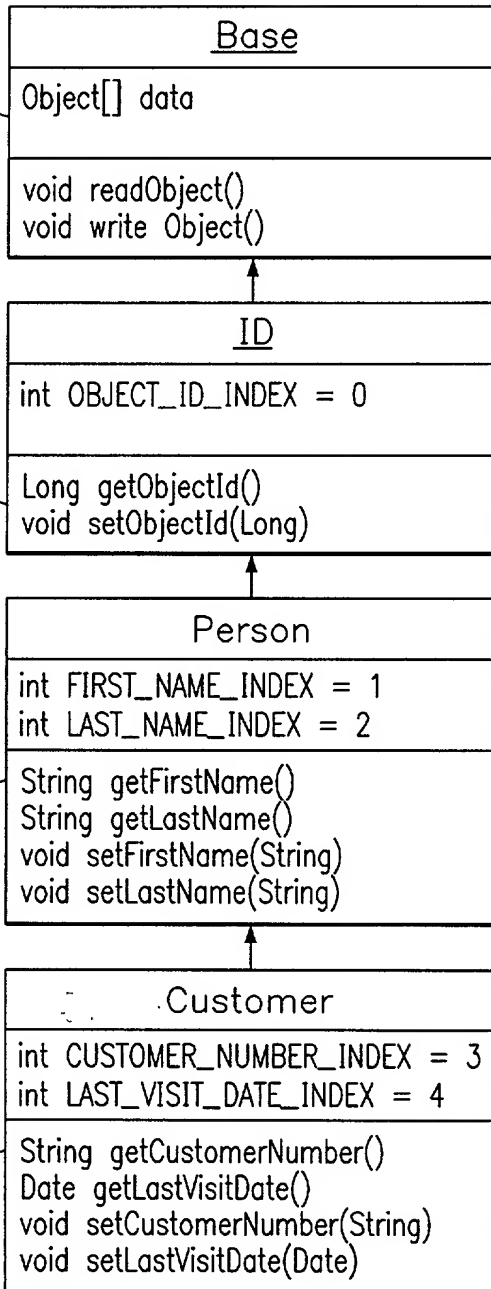 Base
Object[] data
void readObject()
void write Object()
ID
int OBJECT_ID_INDEX = 0
Long getObjectId()
void setObjectId(Long)
Person
int FIRST_NAME_INDEX = 1
int LAST_NAME_INDEX = 2
String getFirstName()
String getLastName()
void setFirstName(String)
void setLastName(String)
Customer
int CUSTOMER_NUMBER_INDEX = 3
int LAST_VISIT_DATE_INDEX = 4
String getCustomerNumber()
Date getLastVisitDate()
void setCustomerNumber(String)
void setLastVisitDate(Date)